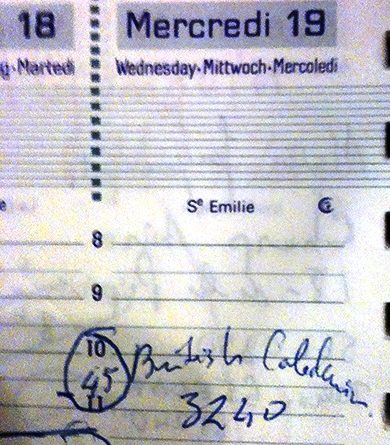 18 Mercredi 19
Martedi Wednesday·Mittwoch·Mercoledi
Sᵉ Emilie
8
9
10 British Caledonian
45 3240
11